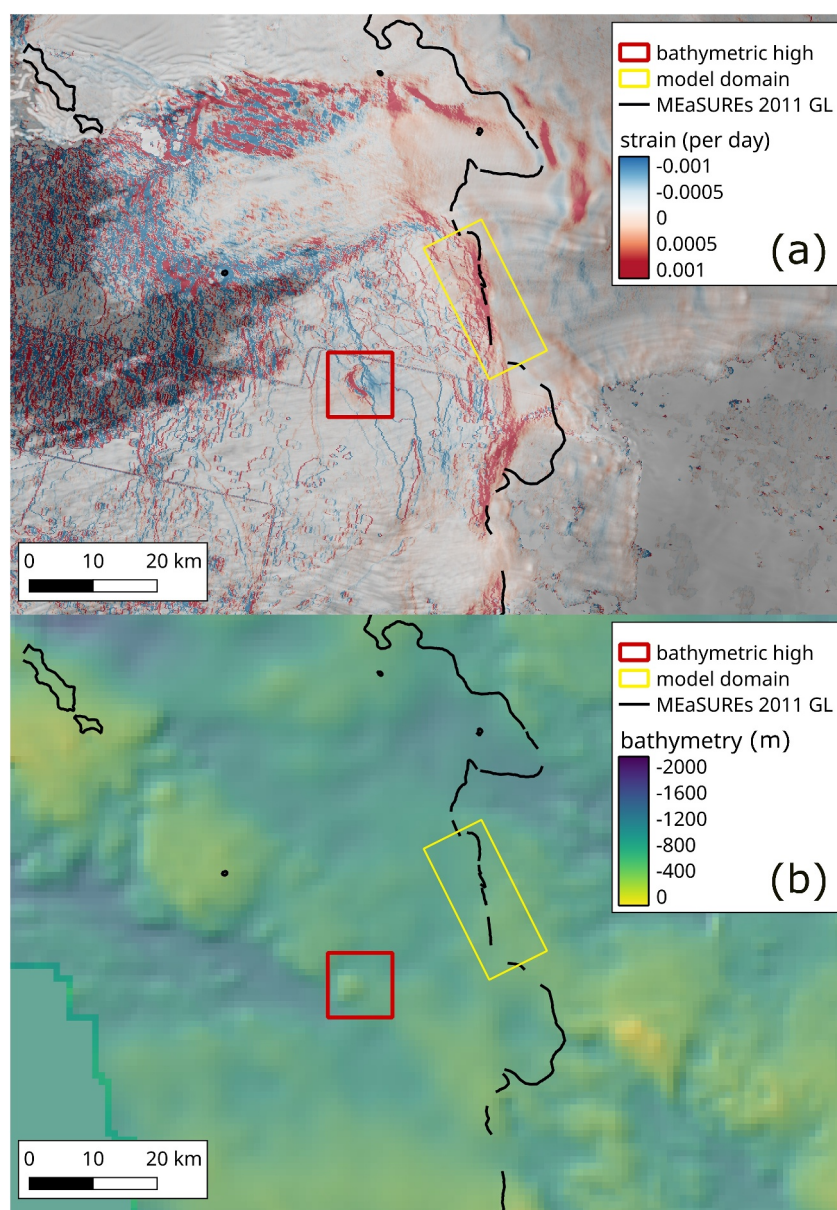 bathymetric high
model domain
MEaSUREs 2011 GL
strain (per day)
-0.001
-0.0005
0
0.0005
0.001
(a)
0 10 20 km
bathymetric high
model domain
MEaSUREs 2011 GL
bathymetry (m)
-2000
-1600
-1200
-800
-400
0
(b)
0 10 20 km